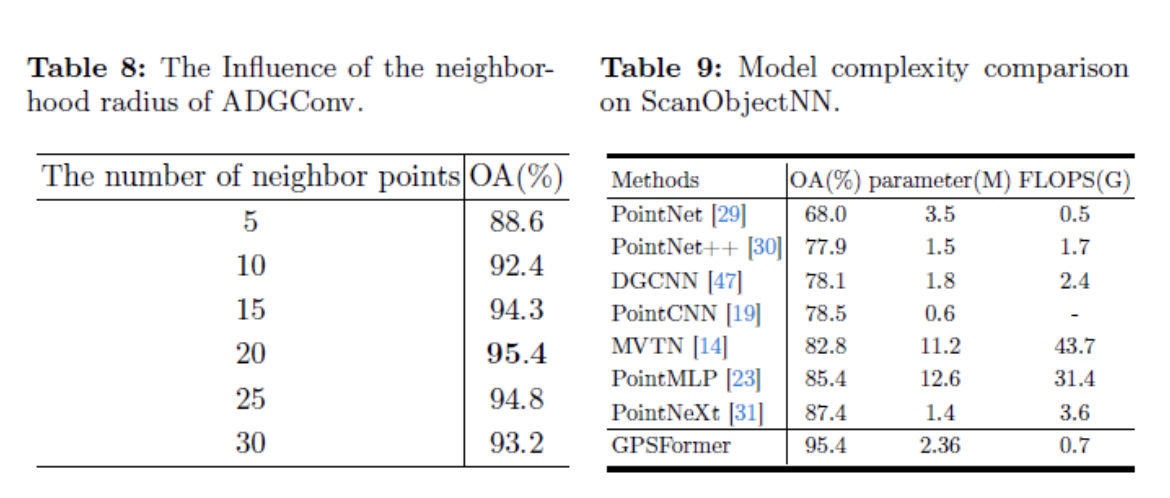 Table 8: The Influence of the neighbor-
hood radius of ADGConv.
The number of neighbor points OA(%)
5 88.6
10 92.4
15 94.3
20 95.4
25 94.8
30 93.2
Table 9: Model complexity comparison
on ScanObjectNN.
Methods OA(%) parameter(M) FLOPS(G)
PointNet [29] 68.0 3.5 0.5
PointNet++ [30] 77.9 1.5 1.7
DGCNN [47] 78.1 1.8 2.4
PointCNN [19] 78.5 0.6 -
MVTN [14] 82.8 11.2 43.7
PointMLP [23] 85.4 12.6 31.4
PointNeXt [31] 87.4 1.4 3.6
GPSFormer 95.4 2.36 0.7